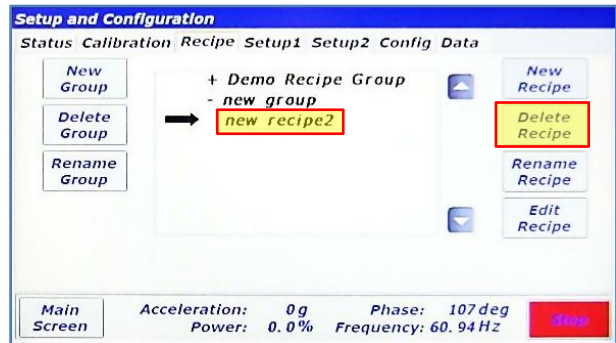 Setup and Configuration
Status Calibration Recipe Setup1 Setup2 Config Data
New
Group
Delete
Group
Rename
Group
+ Demo Recipe Group
- new group
new recipe2
New
Recipe
Delete
Recipe
Rename
Recipe
Edit
Recipe
Main
Screen
Acceleration: 0 g Phase: 107 deg
Power: 0.0% Frequency: 60.94 Hz
Stop